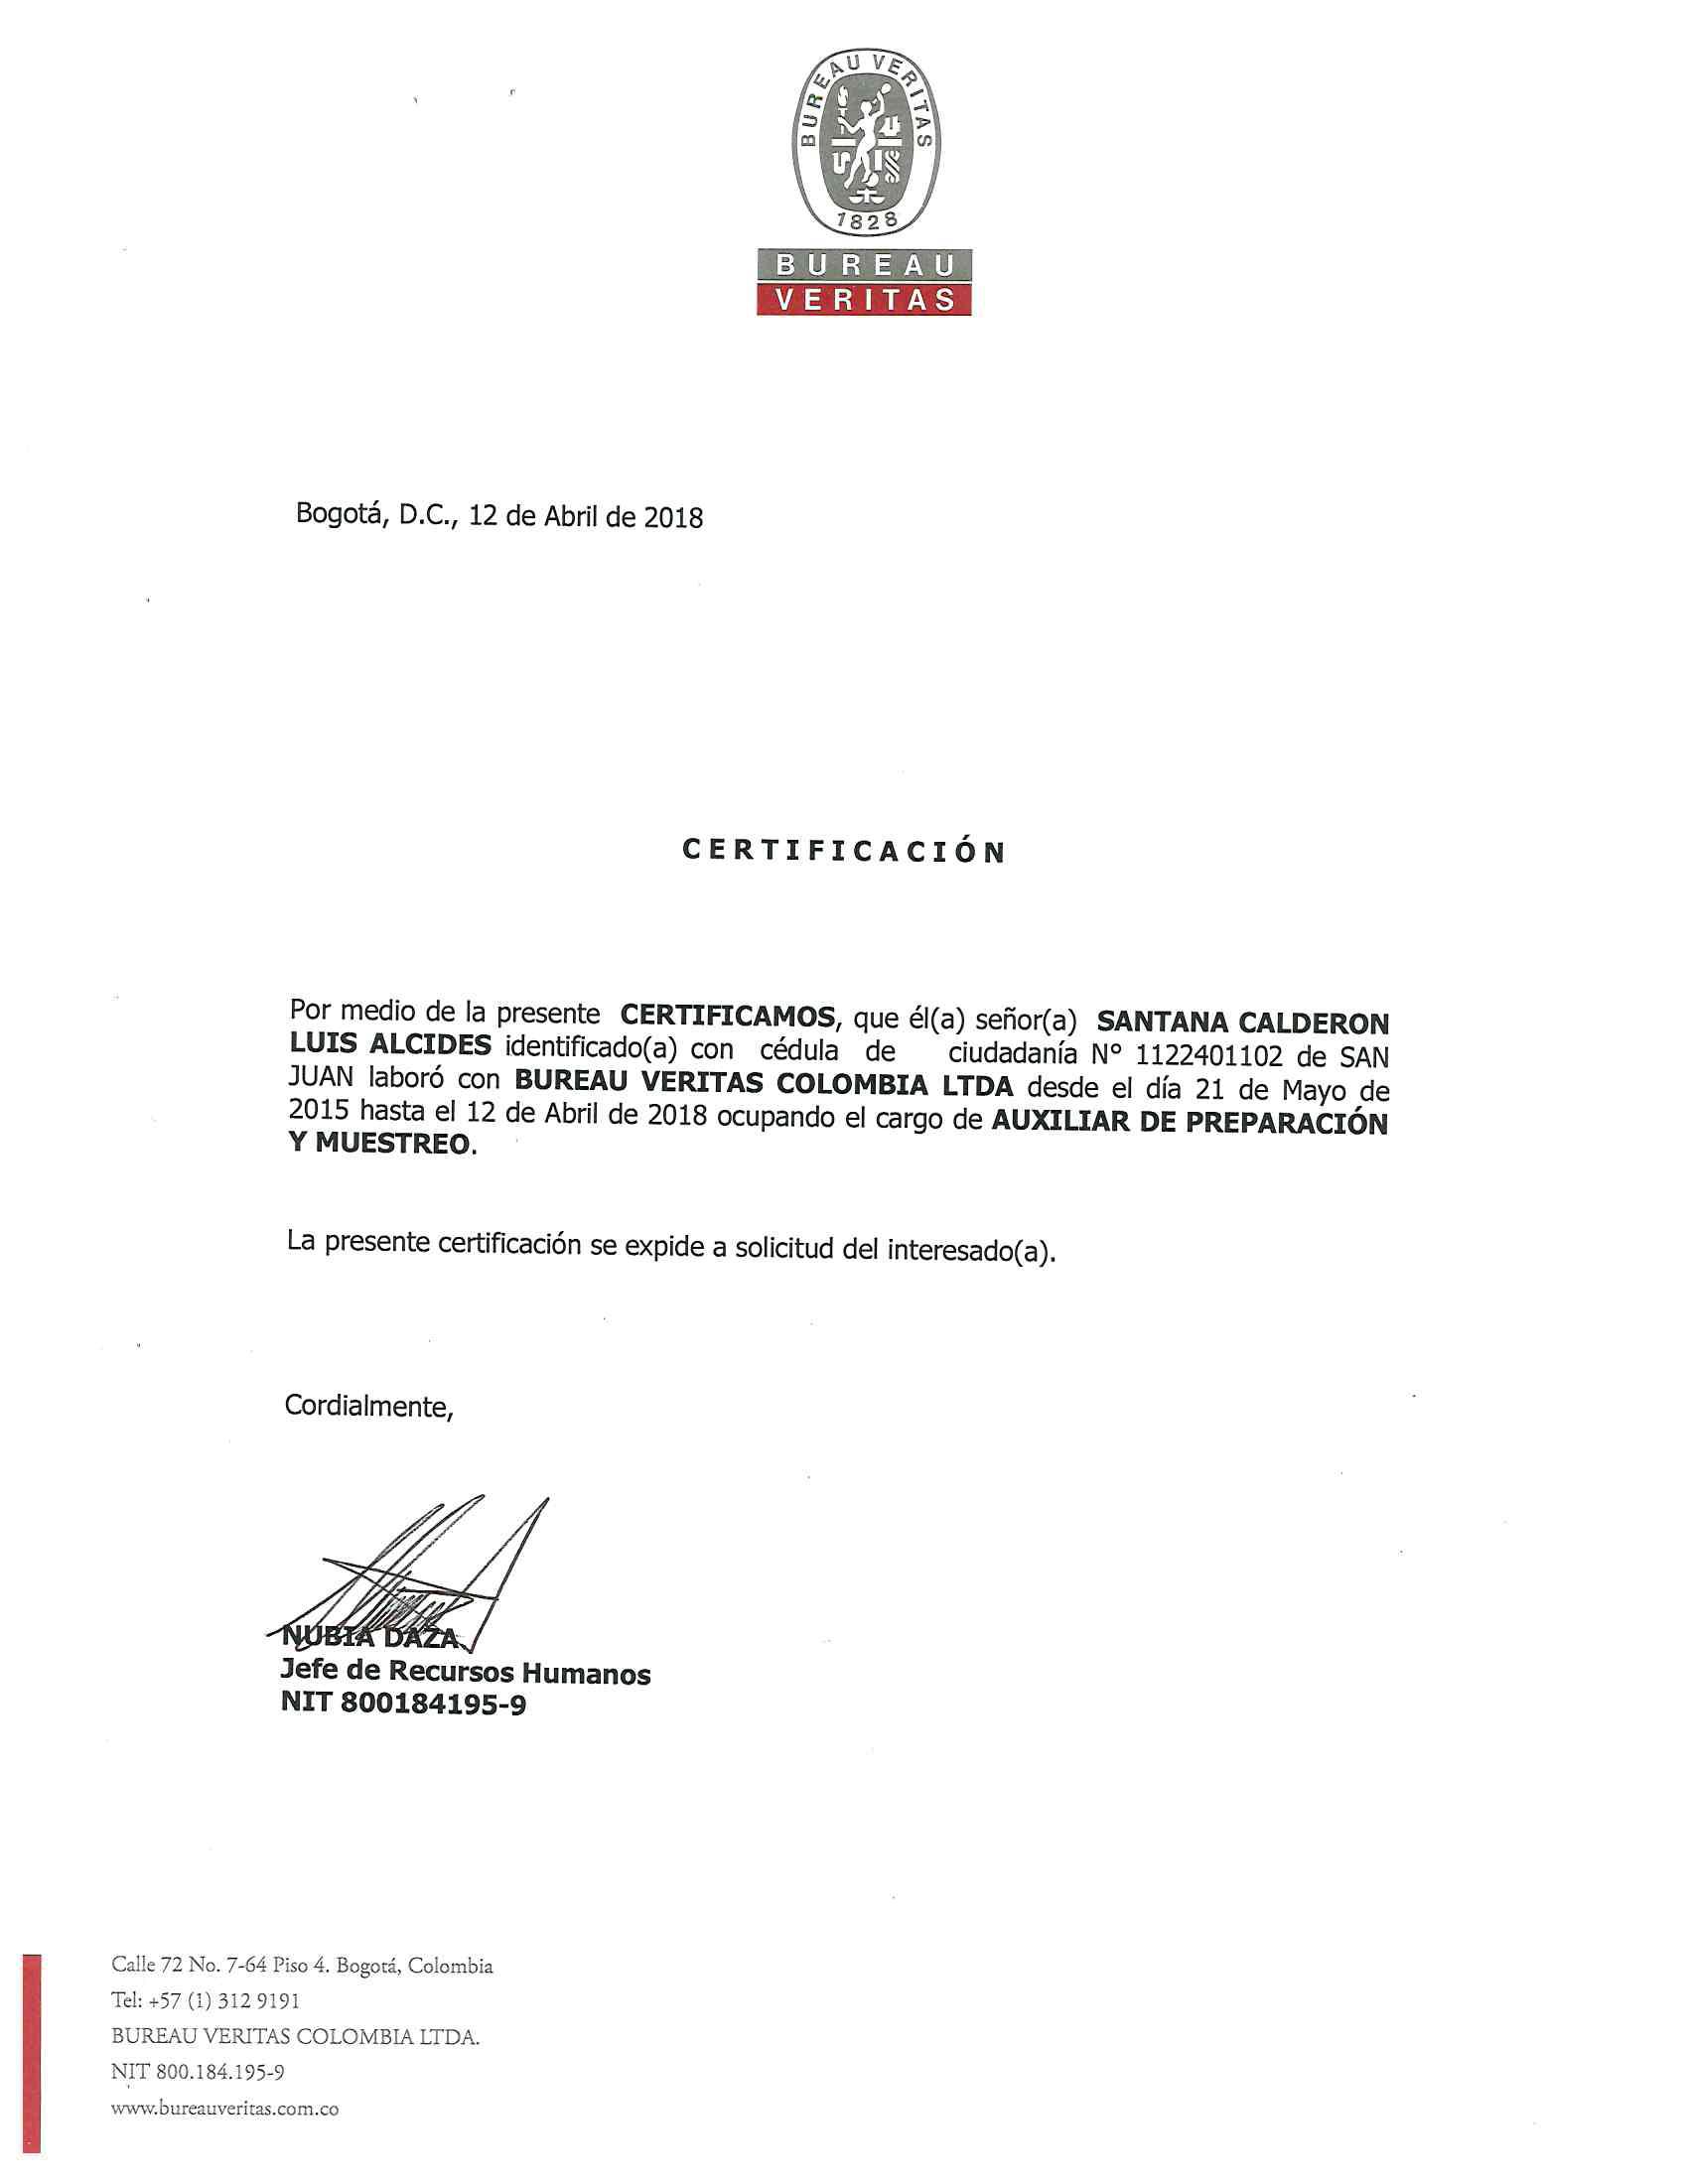 BUREAU VERITAS
1828
BUREAU
VERITAS
Bogotá, D.C., 12 de Abril de 2018
CERTIFICACIÓN
Por medio de la presente CERTIFICAMOS, que él(a) señor(a) SANTANA CALDERON
LUIS ALCIDES identificado(a) con cédula de ciudadanía Nº 1122401102 de SAN
JUAN laboró con BUREAU VERITAS COLOMBIA LTDA desde el día 21 de Mayo de
2015 hasta el 12 de Abril de 2018 ocupando el cargo de AUXILIAR DE PREPARACIÓN
Y MUESTREO.
La presente certificación se expide a solicitud del interesado(a).
Cordialmente,
NUBIA DAZA
Jefe de Recursos Humanos
NIT 800184195-9
Calle 72 No. 7-64 Piso 4. Bogotá, Colombia
Tel: +57 (1) 312 9191
BUREAU VERITAS COLOMBIA LTDA.
NIT 800.184.195-9
www.bureauveritas.com.co